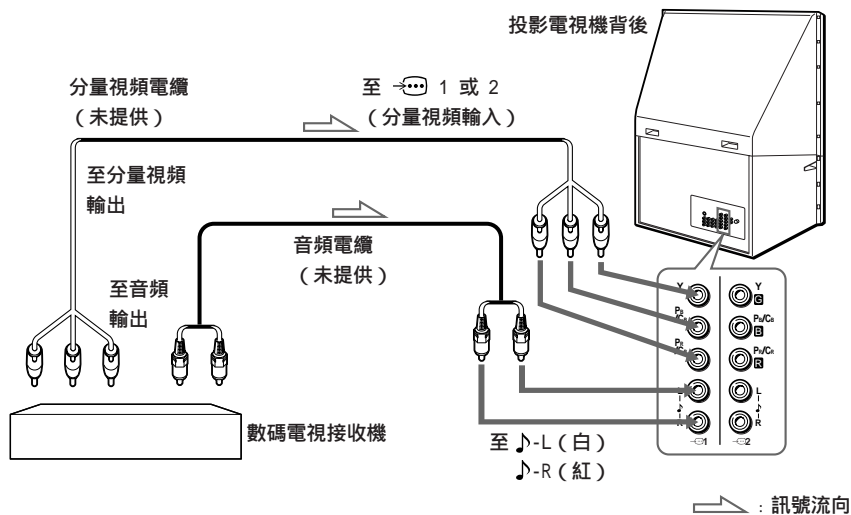 投影電視機背後
分量視頻電纜
（未提供）
至 1 或 2
（分量視頻輸入）
至分量視頻
輸出
音頻電纜
（未提供）
至音頻
輸出
數碼電視接收機
至 ♪-L（白）
♪-R（紅）
Y
Y
G
PB
PB/CB
B
PR
/CR
PR/CR
R
L
L
♪
♪
R
R
1
2
：訊號流向